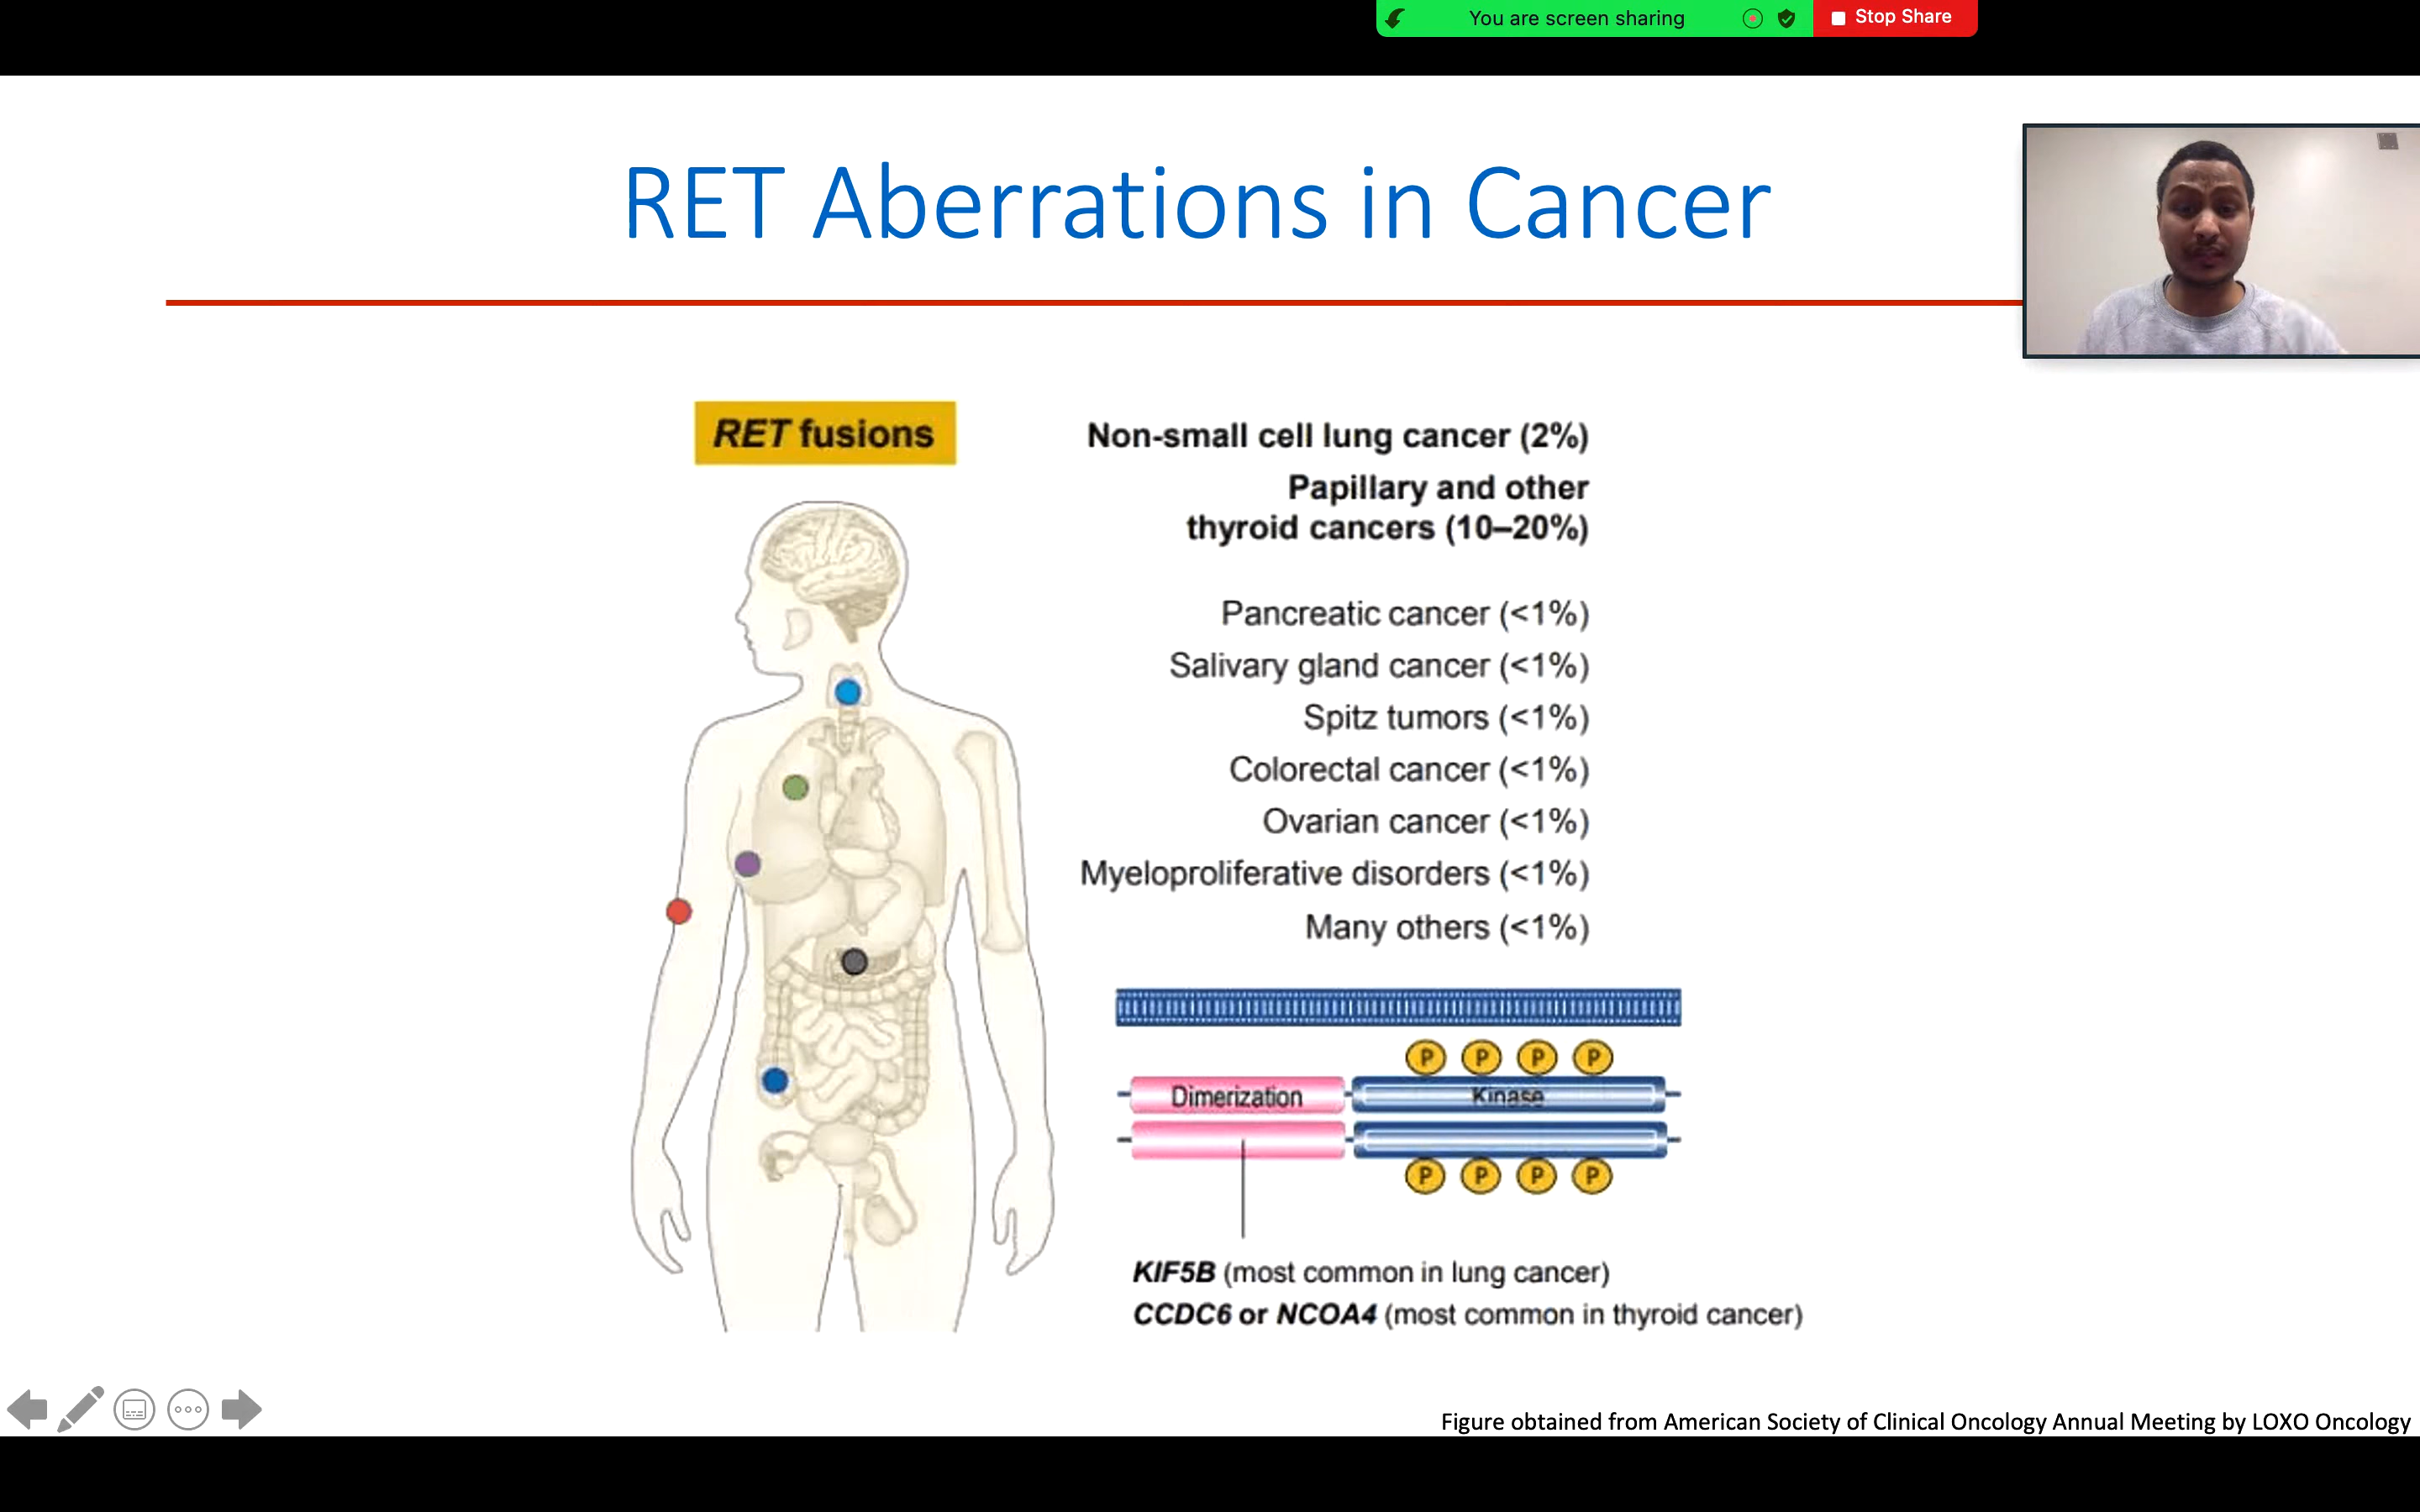 You are screen sharing
Stop Share
RET Aberrations in Cancer
RET fusions
Non-small cell lung cancer (2%)
Papillary and other
thyroid cancers (10–20%)
Pancreatic cancer (<1%)
Salivary gland cancer (<1%)
Spitz tumors (<1%)
Colorectal cancer (<1%)
Ovarian cancer (<1%)
Myeloproliferative disorders (<1%)
Many others (<1%)
P P P P
Dimerization Kinase
P P P P
KIF5B (most common in lung cancer)
CCDC6 or NCOA4 (most common in thyroid cancer)
Figure obtained from American Society of Clinical Oncology Annual Meeting by LOXO Oncology